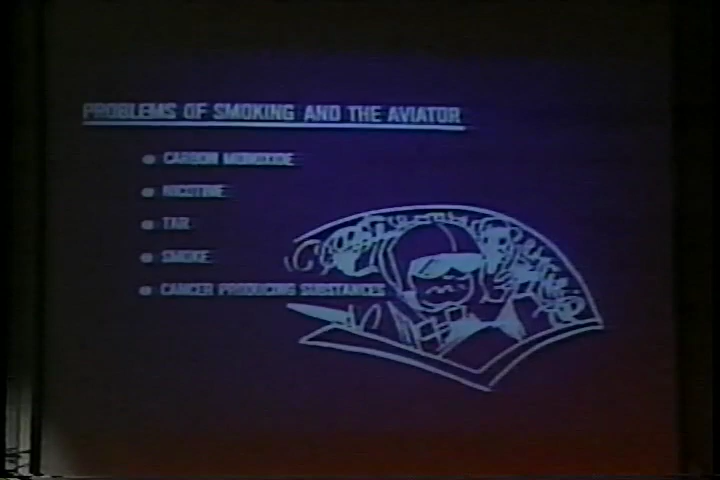 PROBLEMS OF SMOKING AND THE AVIATOR
● CARBON MONOXIDE
● NICOTINE
● TAR
● SMOKE
● CANCER PRODUCING SUBSTANCES